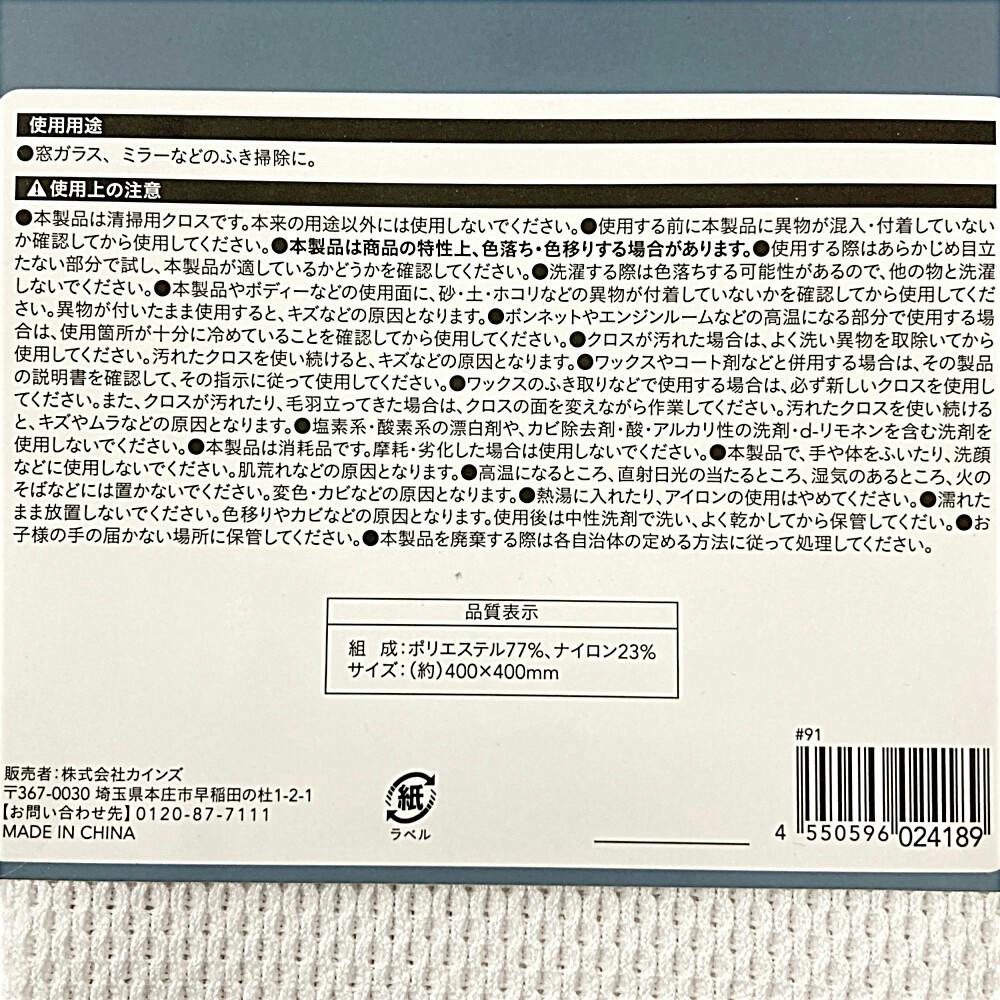 使用用途
●窓ガラス、ミラーなどのふき掃除に。
⚠使用上の注意
●本製品は清掃用クロスです。本来の用途以外には使用しないでください。●使用する前に本製品に異物が混入・付着していない
か確認してから使用してください。●本製品は商品の特性上、色落ち・色移りする場合があります。●使用する際はあらかじめ目立
たない部分で試し、本製品が適しているかどうかを確認してください。●洗濯する際は色落ちする可能性があるので、他の物と洗濯
しないでください。●本製品やボディーなどの使用面に、砂・土・ホコリなどの異物が付着していないかを確認してから使用してくだ
さい。異物が付いたまま使用すると、キズなどの原因となります。●ボンネットやエンジンルームなどの高温になる部分で使用する場
合は、使用箇所が十分に冷めていることを確認してから使用してください。●クロスが汚れた場合は、よく洗い異物を取除いてから
使用してください。汚れたクロスを使い続けると、キズなどの原因となります。●ワックスやコート剤などと併用する場合は、その製品
の説明書を確認して、その指示に従って使用してください。●ワックスのふき取りなどで使用する場合は、必ず新しいクロスを使用し
てください。また、クロスが汚れたり、毛羽立ってきた場合は、クロスの面を変えながら作業してください。汚れたクロスを使い続ける
と、キズやムラなどの原因となります。●塩素系・酸素系の漂白剤や、カビ除去剤・酸・アルカリ性の洗剤・d-リモネンを含む洗剤を
使用しないでください。●本製品は消耗品です。摩耗・劣化した場合は使用しないでください。●本製品で、手や体をふいたり、洗顔
などに使用しないでください。肌荒れなどの原因となります。●高温になるところ、直射日光の当たるところ、湿気のあるところ、火の
そばなどには置かないでください。変色・カビなどの原因となります。●熱湯に入れたり、アイロンの使用はやめてください。●濡れた
まま放置しないでください。色移りやカビなどの原因となります。使用後は中性洗剤で洗い、よく乾かしてから保管してください。●お
子様の手の届かない場所に保管してください。●本製品を廃棄する際は各自治体の定める方法に従って処理してください。
品質表示
組 成：ポリエステル77%、ナイロン23%
サイズ：(約)400×400mm
#91
販売者：株式会社カインズ
〒367-0030 埼玉県本庄市早稲田の杜1-2-1
【お問い合わせ先】0120-87-7111
MADE IN CHINA
紙
ラベル
4 550596 024189